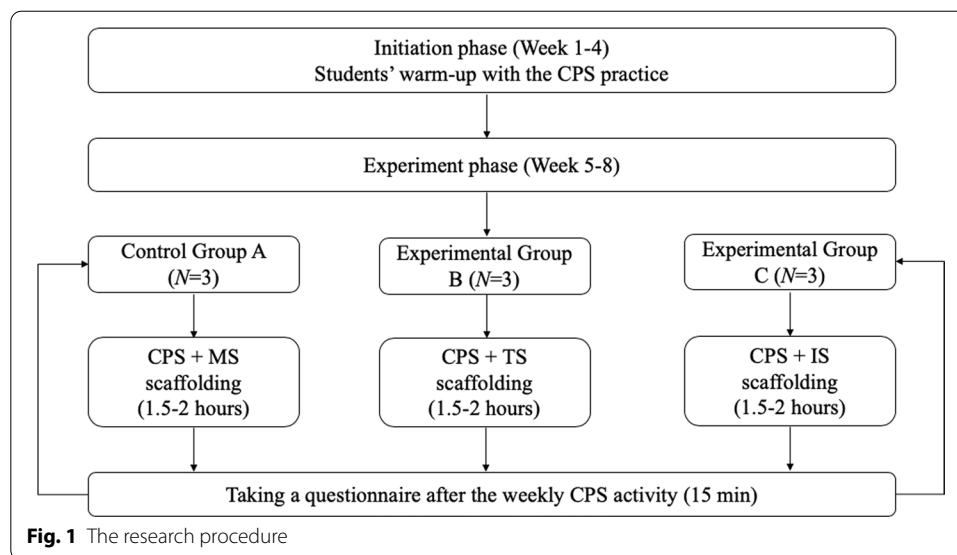 Initiation phase (Week 1-4)
Students’ warm-up with the CPS practice
Experiment phase (Week 5-8)
Control Group A
(N=3)
Experimental Group
B (N=3)
Experimental Group
C (N=3)
CPS + MS
scaffolding
(1.5-2 hours)
CPS + TS
scaffolding
(1.5-2 hours)
CPS + IS
scaffolding
(1.5-2 hours)
Taking a questionnaire after the weekly CPS activity (15 min)
Fig. 1 The research procedure